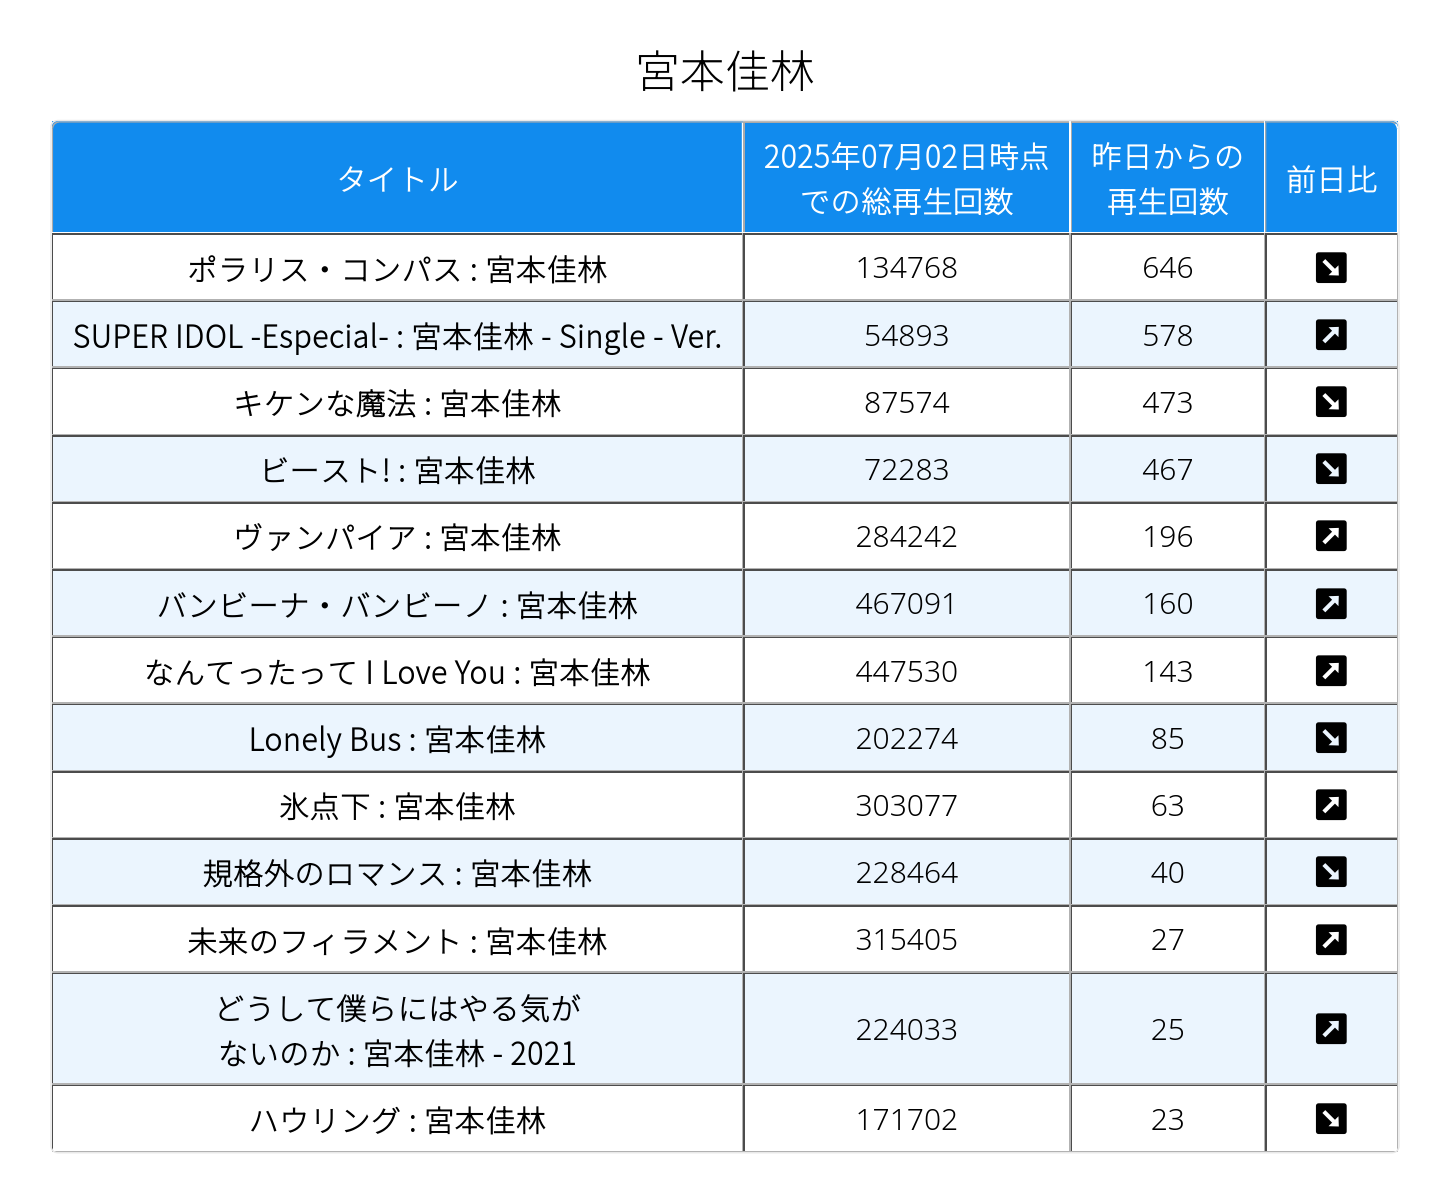 宮本佳林
タイトル 2025年07月02日時点での総再生回数 昨日からの再生回数 前日比
ポラリス・コンパス : 宮本佳林 134768 646 ↘
SUPER IDOL -Especial- : 宮本佳林 - Single - Ver. 54893 578 ↗
キケンな魔法 : 宮本佳林 87574 473 ↘
ビースト! : 宮本佳林 72283 467 ↘
ヴァンパイア : 宮本佳林 284242 196 ↗
バンビーナ・バンビーノ : 宮本佳林 467091 160 ↗
なんてったって I Love You : 宮本佳林 447530 143 ↗
Lonely Bus : 宮本佳林 202274 85 ↘
氷点下 : 宮本佳林 303077 63 ↗
規格外のロマンス : 宮本佳林 228464 40 ↘
未来のフィラメント : 宮本佳林 315405 27 ↗
どうして僕らにはやる気がないのか : 宮本佳林 - 2021 224033 25 ↗
ハウリング : 宮本佳林 171702 23 ↘